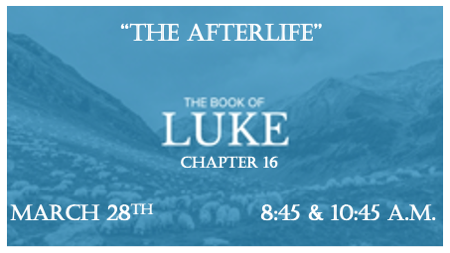 “THE AFTERLIFE”
THE BOOK OF
LUKE
CHAPTER 16
MARCH 28TH 8:45 & 10:45 A.M.